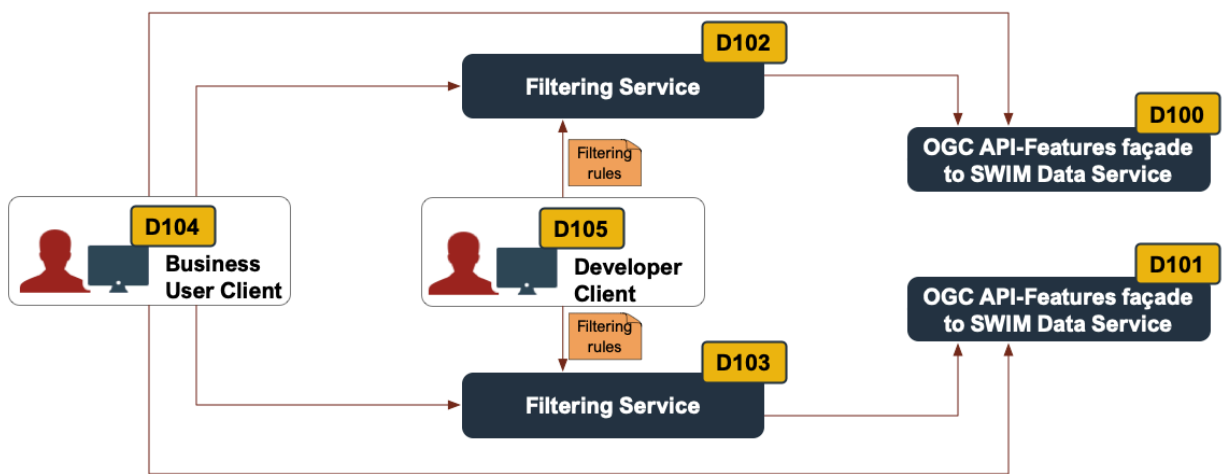 D102
Filtering Service
D100
OGC API-Features façade
to SWIM Data Service
Filtering
rules
D104
Business
User Client
D105
Developer
Client
D101
OGC API-Features façade
to SWIM Data Service
Filtering
rules
D103
Filtering Service